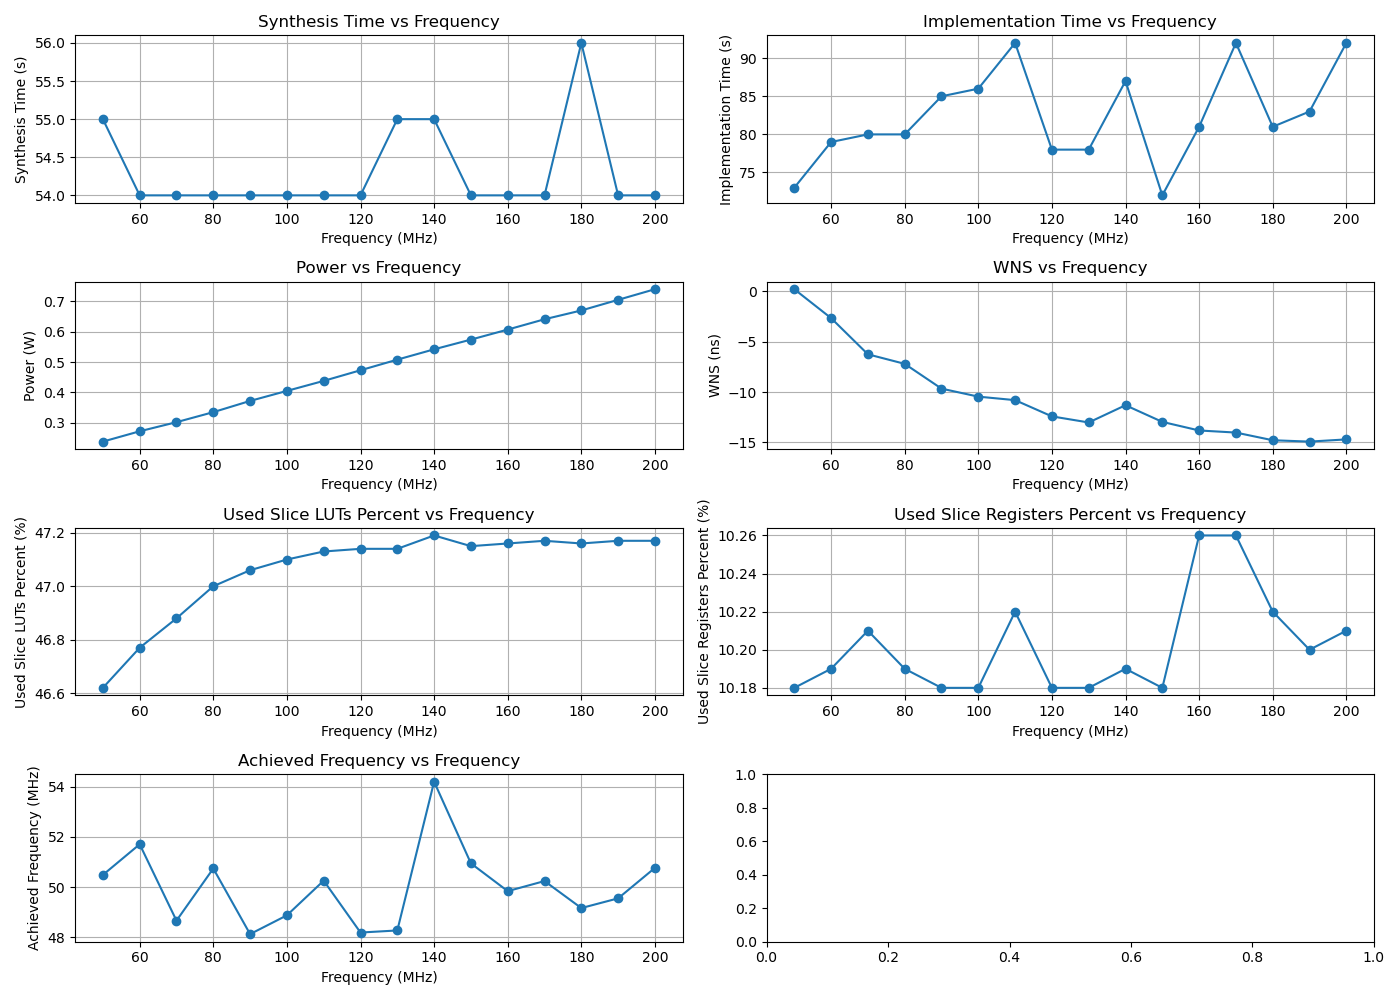 Synthesis Time vs Frequency
Synthesis Time (s)
56.0
55.5
55.0
54.5
54.0
60 80 100 120 140 160 180 200
Frequency (MHz)
Implementation Time vs Frequency
Implementation Time (s)
90
85
80
75
60 80 100 120 140 160 180 200
Frequency (MHz)
Power vs Frequency
Power (W)
0.7
0.6
0.5
0.4
0.3
60 80 100 120 140 160 180 200
Frequency (MHz)
WNS vs Frequency
WNS (ns)
0
−5
−10
−15
60 80 100 120 140 160 180 200
Frequency (MHz)
Used Slice LUTs Percent vs Frequency
Used Slice LUTs Percent (%)
47.2
47.0
46.8
46.6
60 80 100 120 140 160 180 200
Frequency (MHz)
Used Slice Registers Percent vs Frequency
Used Slice Registers Percent (%)
10.26
10.24
10.22
10.20
10.18
60 80 100 120 140 160 180 200
Frequency (MHz)
Achieved Frequency vs Frequency
Achieved Frequency (MHz)
54
52
50
48
60 80 100 120 140 160 180 200
Frequency (MHz)
1.0
0.8
0.6
0.4
0.2
0.0
0.0 0.2 0.4 0.6 0.8 1.0